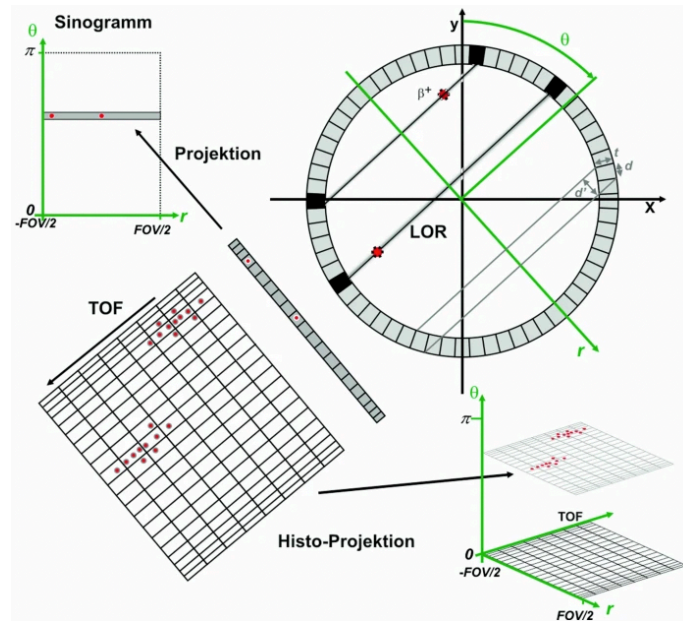 Sinogramm
θ
π
0
-FOV/2
FOV/2
r
Projektion
y
θ
β+
t
d
d'
X
LOR
r
TOF
Histo-Projektion
θ
π
TOF
0
-FOV/2
FOV/2
r